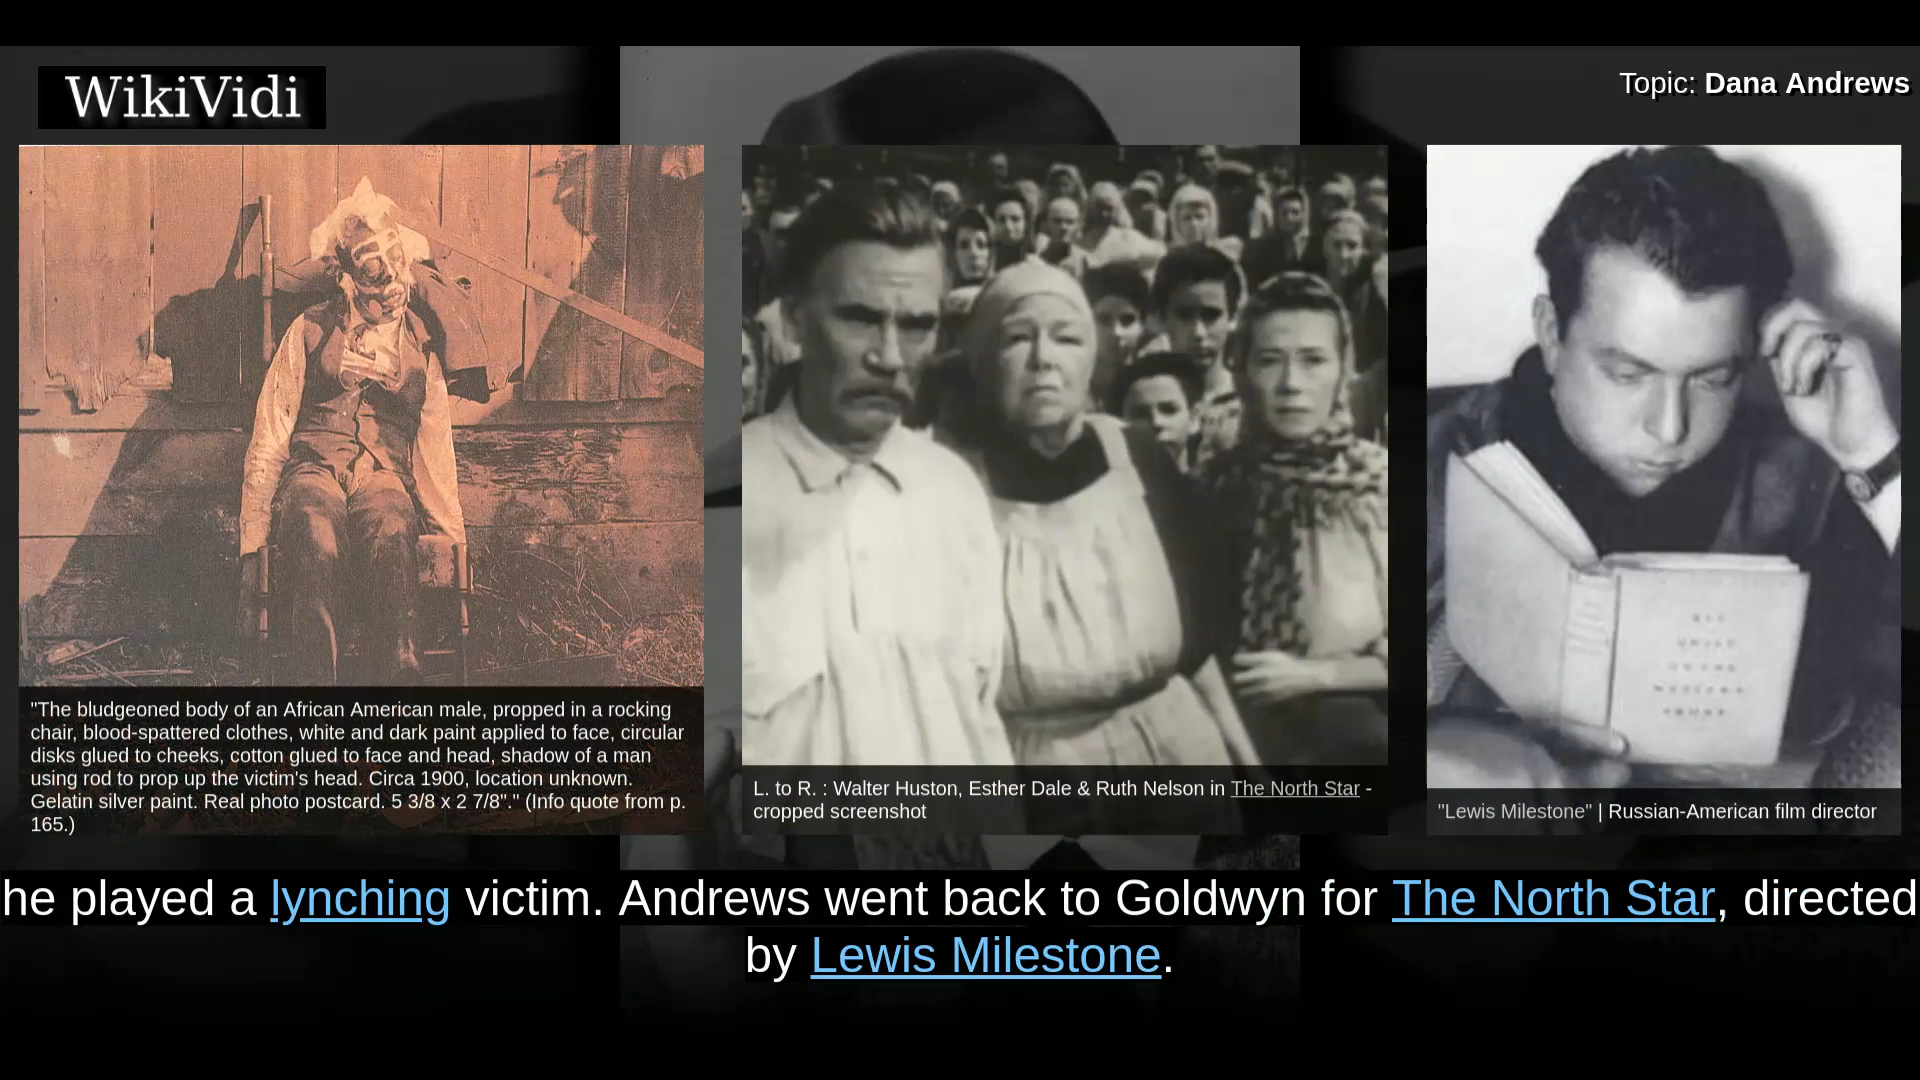 WikiVidi
Topic: Dana Andrews
"The bludgeoned body of an African American male, propped in a rocking
chair, blood-spattered clothes, white and dark paint applied to face, circular
disks glued to cheeks, cotton glued to face and head, shadow of a man
using rod to prop up the victim's head. Circa 1900, location unknown.
Gelatin silver paint. Real photo postcard. 5 3/8 x 2 7/8"." (Info quote from p.
165.)
L. to R. : Walter Huston, Esther Dale & Ruth Nelson in The North Star -
cropped screenshot
"Lewis Milestone" | Russian-American film director
he played a lynching victim. Andrews went back to Goldwyn for The North Star, directed
by Lewis Milestone.